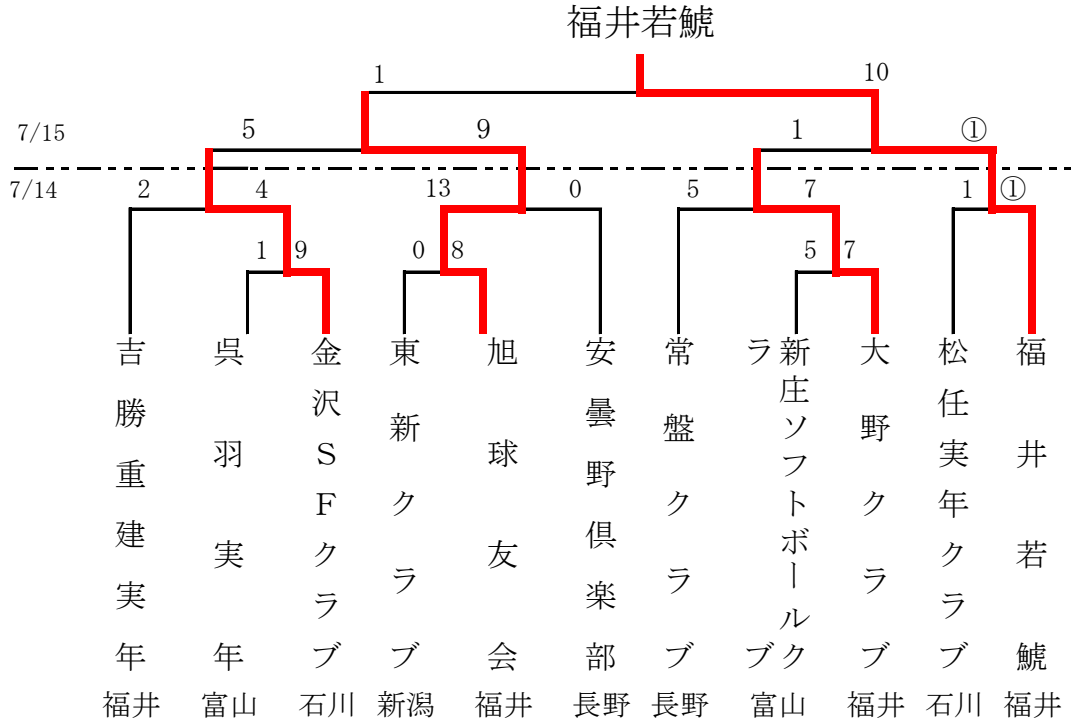 福井若鯱
1 10
7/15 5 9 1 ①
7/14 2 4 13 0 5 7 1 ①
1 9 0 8 5 7
吉勝重建実年
呉羽実年
金沢ＳＦクラブ
東新クラブ
旭球友会
安曇野倶楽部
常盤クラブ
新庄ソフトボールク
ラブ
大野クラブ
松任実年クラブ
福井若鯱
福井 富山 石川 新潟 福井 長野 長野 富山 福井 石川 福井